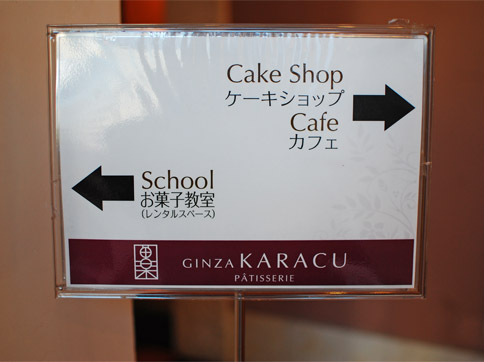 Cake Shop
ケーキショップ
Cafe
カフェ
School
お菓子教室
(レンタルスペース)
GINZA KARACU
PÂTISSERIE